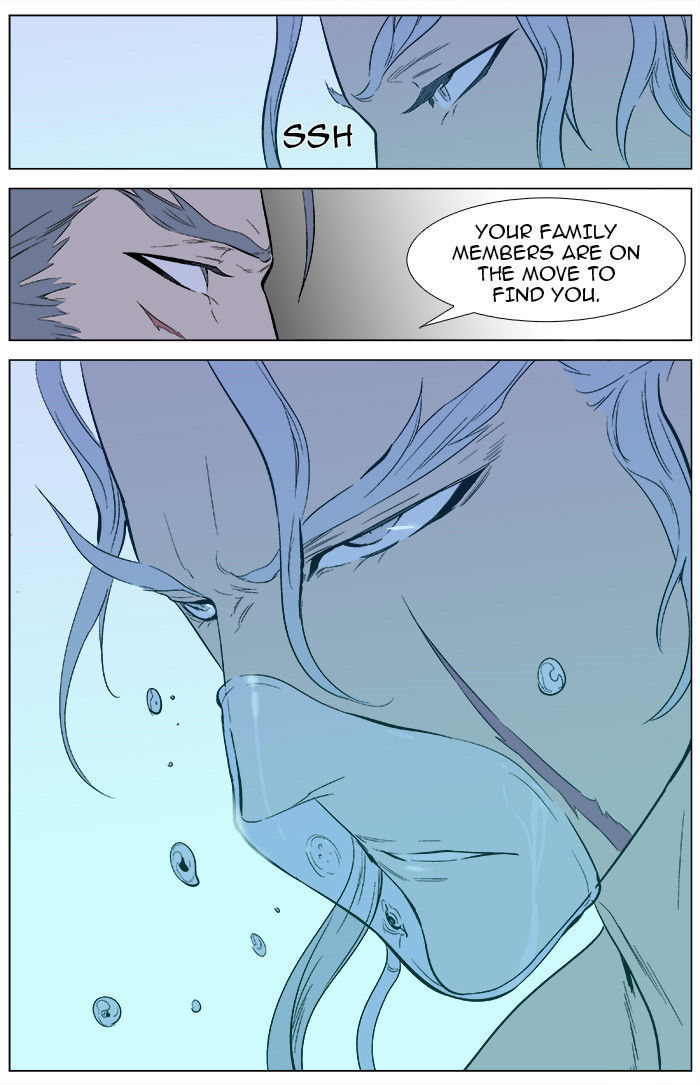 SSH
YOUR FAMILY
MEMBERS ARE ON
THE MOVE TO
FIND YOU.